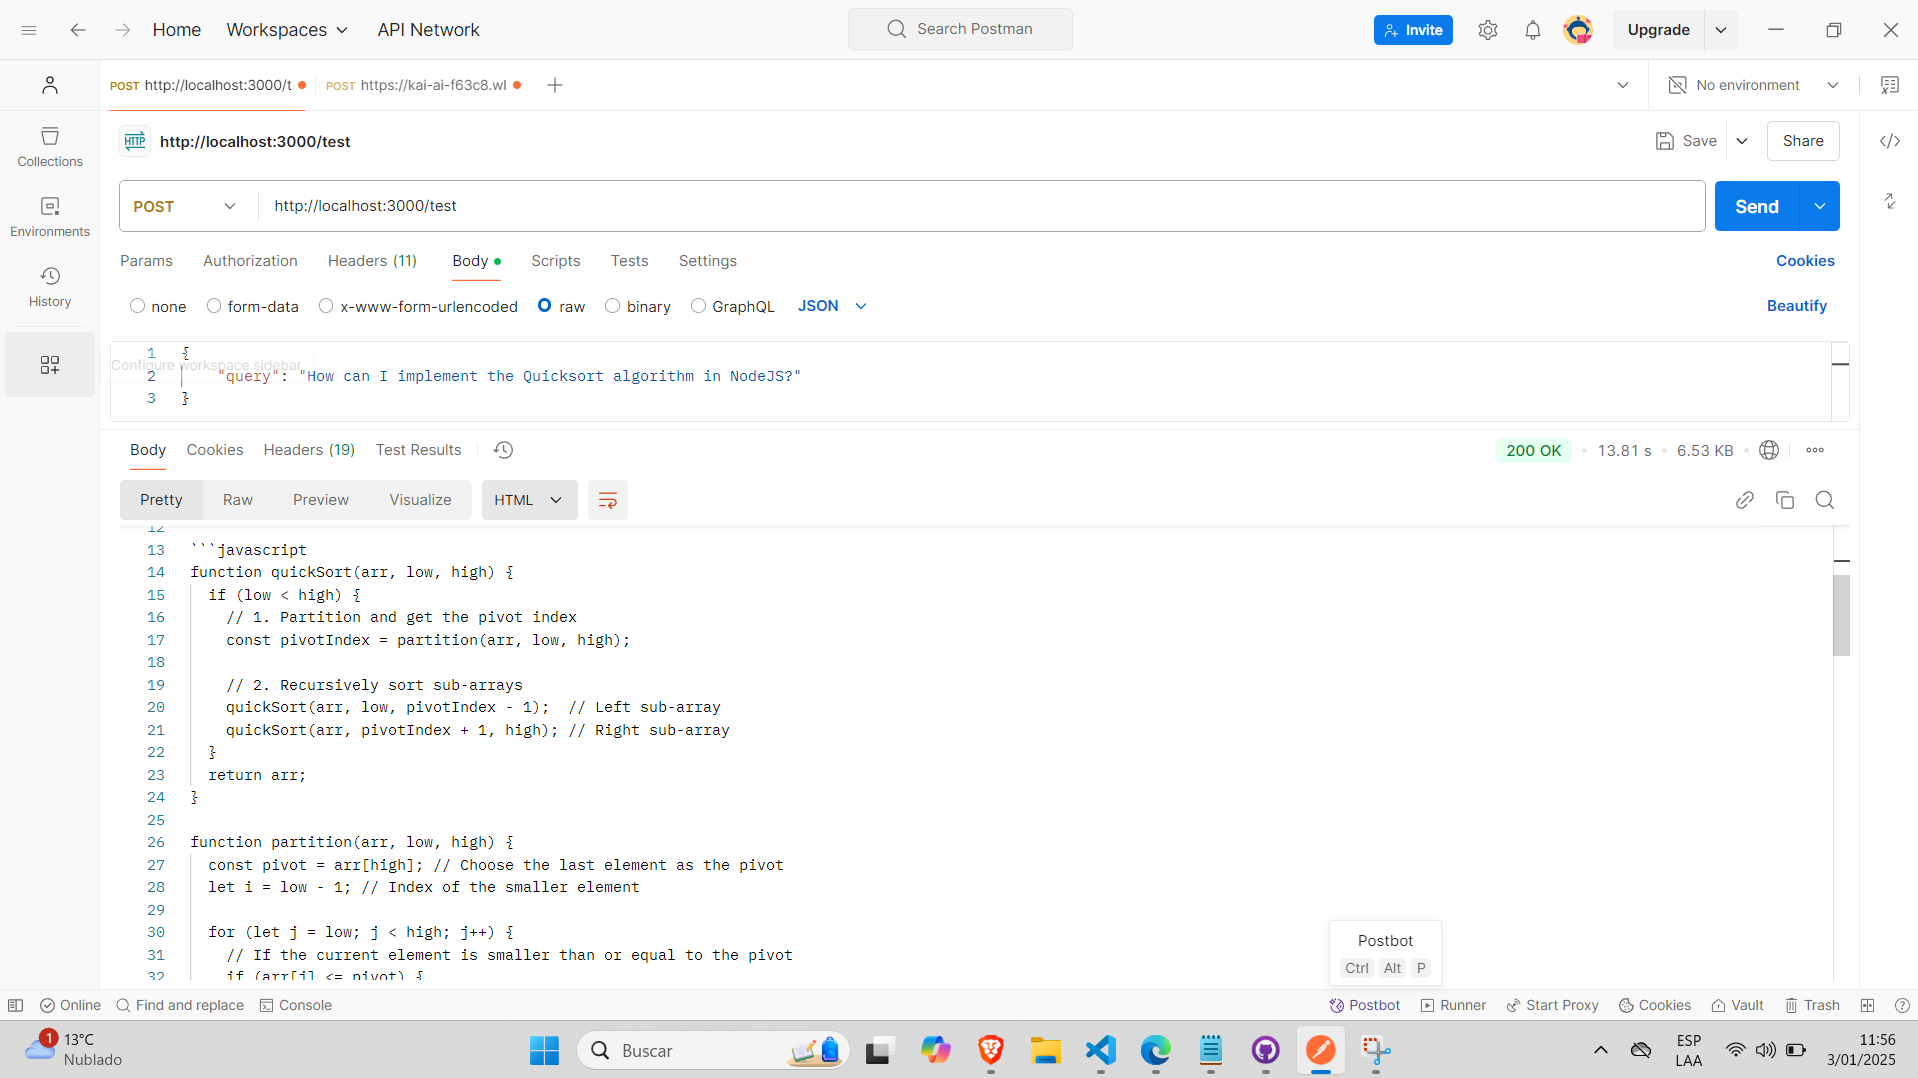 Home Workspaces API Network Search Postman Invite Upgrade
POST http://localhost:3000/t POST https://kai-ai-f63c8.wl No environment
HTTP http://localhost:3000/test Save Share
Collections
POST http://localhost:3000/test Send
Environments
Params Authorization Headers (11) Body Scripts Tests Settings Cookies
History
none form-data x-www-form-urlencoded raw binary GraphQL JSON Beautify
1 {
Configure workspace sidebar
2 "query": "How can I implement the Quicksort algorithm in NodeJS?"
3 }
Body Cookies Headers (19) Test Results 200 OK 13.81 s 6.53 KB
Pretty Raw Preview Visualize HTML
12
13 ```javascript
14 function quickSort(arr, low, high) {
15 if (low < high) {
16 // 1. Partition and get the pivot index
17 const pivotIndex = partition(arr, low, high);
18
19 // 2. Recursively sort sub-arrays
20 quickSort(arr, low, pivotIndex - 1); // Left sub-array
21 quickSort(arr, pivotIndex + 1, high); // Right sub-array
22 }
23 return arr;
24 }
25
26 function partition(arr, low, high) {
27 const pivot = arr[high]; // Choose the last element as the pivot
28 let i = low - 1; // Index of the smaller element
29
30 for (let j = low; j < high; j++) {
31 // If the current element is smaller than or equal to the pivot
32 if (arr[j] <= pivot) {
Postbot
Ctrl Alt P
Online Find and replace Console Postbot Runner Start Proxy Cookies Vault Trash
1 13°C
Nublado
Buscar
ESP
LAA
11:56
3/01/2025